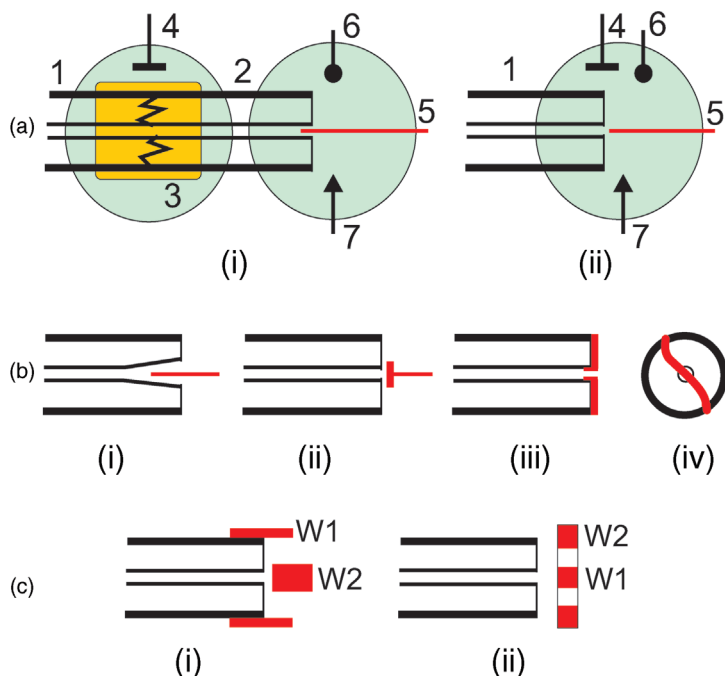 4 6 4 6
1 2 1
(a) 5 5
3
7 7
(i) (ii)
(b)
(i) (ii) (iii) (iv)
W1 W2
(c) W2 W1
(i) (ii)